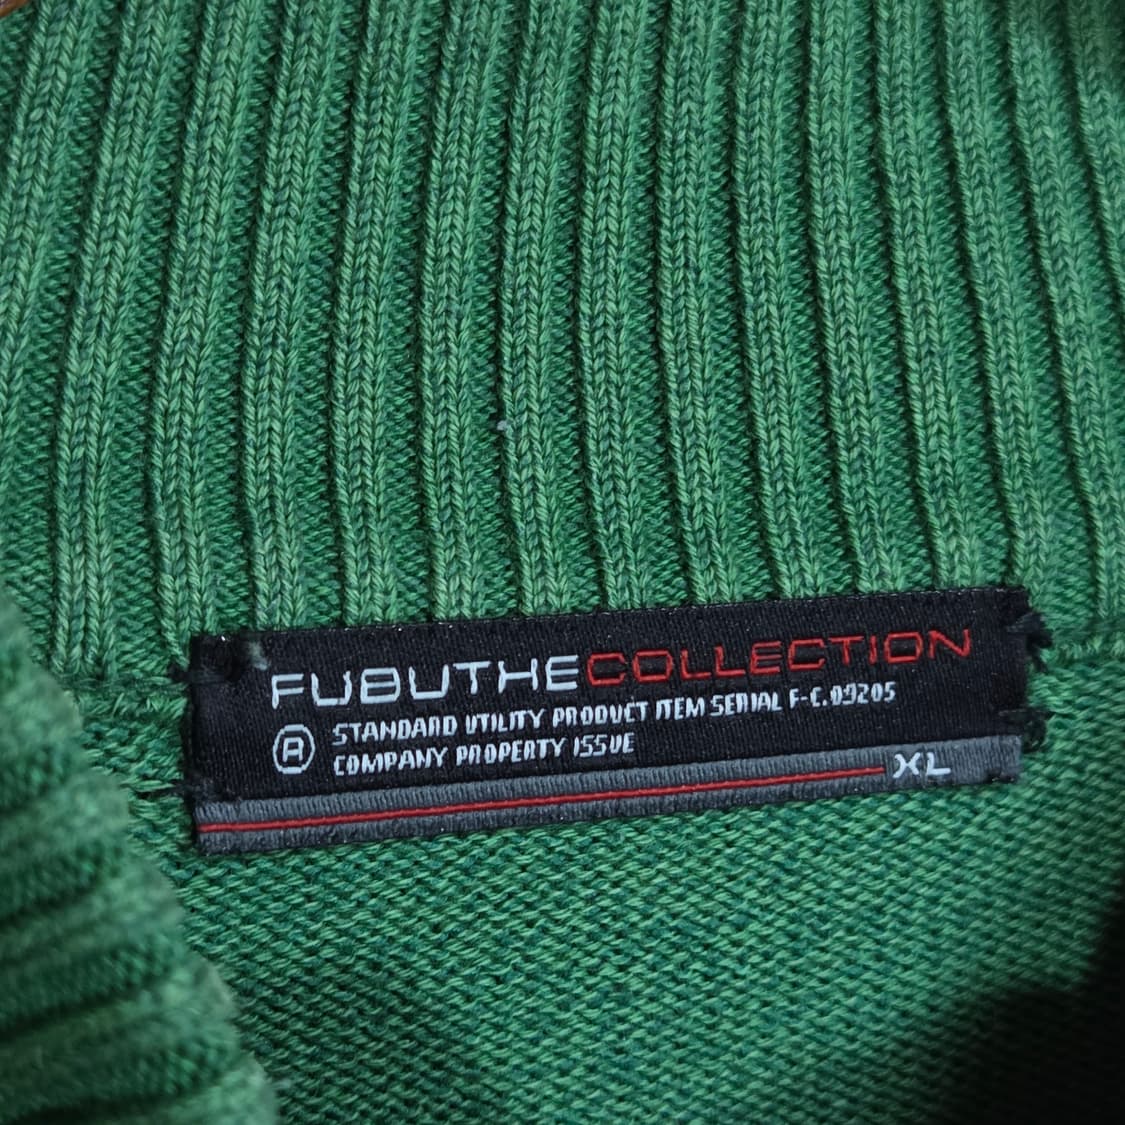 FUBUTHECOLLECTION
® STANDARD UTILITY PRODUCT ITEM SERIAL F-C.09205
COMPANY PROPERTY ISSUE
XL